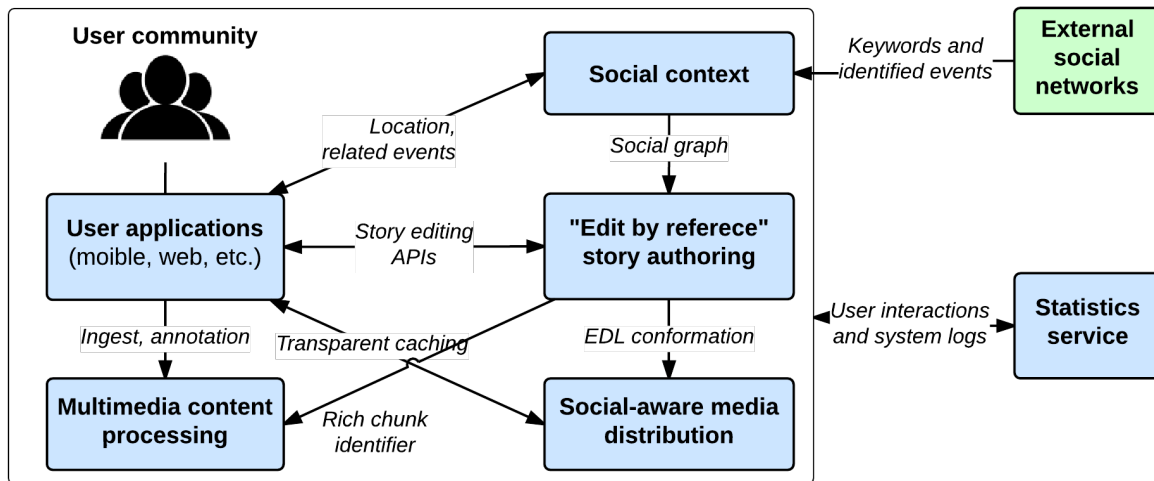 User community
Social context
Keywords and
identified events
External
social
networks
Location,
related events
Social graph
User applications
(moible, web, etc.)
Story editing
APIs
"Edit by referece"
story authoring
User interactions
and system logs
Statistics
service
Ingest, annotation
Transparent caching
EDL conformation
Multimedia content
processing
Rich chunk
identifier
Social-aware media
distribution